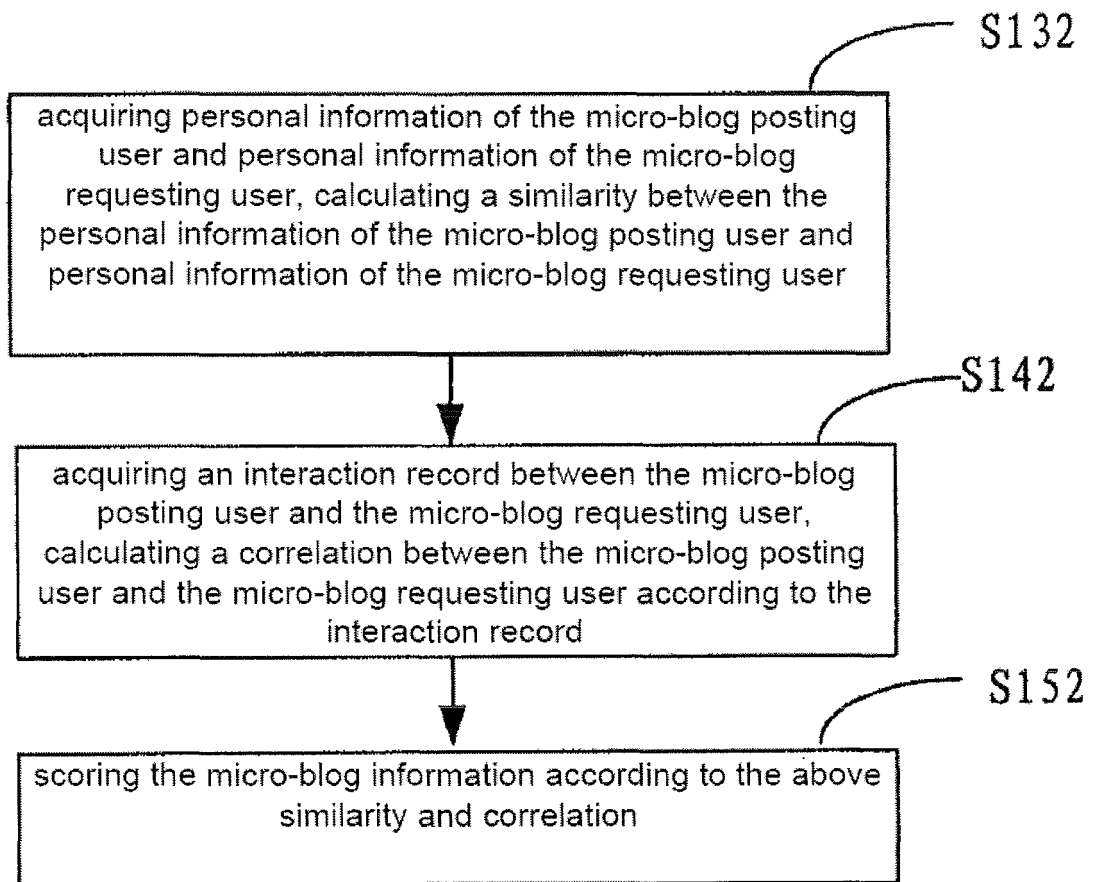 S132
acquiring personal information of the micro-blog posting
user and personal information of the micro-blog
requesting user, calculating a similarity between the
personal information of the micro-blog posting user and
personal information of the micro-blog requesting user
S142
acquiring an interaction record between the micro-blog
posting user and the micro-blog requesting user,
calculating a correlation between the micro-blog posting
user and the micro-blog requesting user according to the
interaction record
S152
scoring the micro-blog information according to the above
similarity and correlation